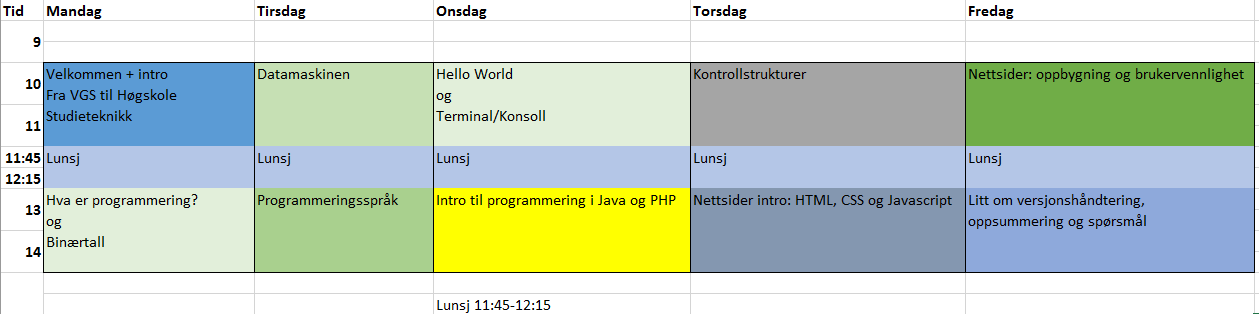 Tid Mandag Tirsdag Onsdag Torsdag Fredag
9
10
Velkommen + intro
Fra VGS til Høgskole
Studieteknikk
Datamaskinen
Hello World
og
Terminal/Konsoll
Kontrollstrukturer
Nettsider: oppbygning og brukervennlighet
11
11:45 Lunsj Lunsj Lunsj Lunsj Lunsj
12:15
13
Hva er programmering?
og
Binærtall
Programmeringsspråk
Intro til programmering i Java og PHP
Nettsider intro: HTML, CSS og Javascript
Litt om versjonshåndtering,
oppsummering og spørsmål
14
Lunsj 11:45-12:15